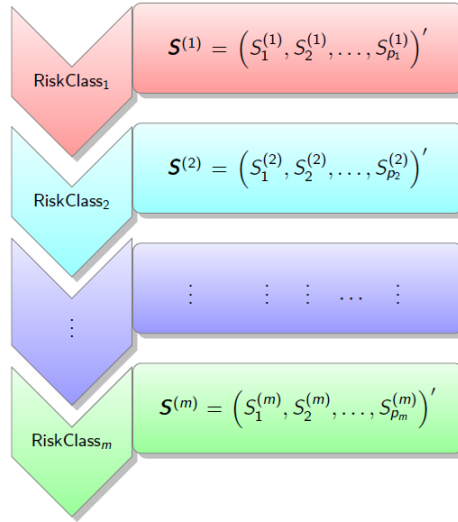 RiskClass₁ 𝑺⁽¹⁾ = (S₁⁽¹⁾, S₂⁽¹⁾, . . . , Sₚ₁⁽¹⁾)′
RiskClass₂ 𝑺⁽²⁾ = (S₁⁽²⁾, S₂⁽²⁾, . . . , Sₚ₂⁽²⁾)′
⋮ ⋮ ⋮ ⋮ … ⋮
RiskClassₘ 𝑺⁽ᵐ⁾ = (S₁⁽ᵐ⁾, S₂⁽ᵐ⁾, . . . , Sₚₘ⁽ᵐ⁾)′